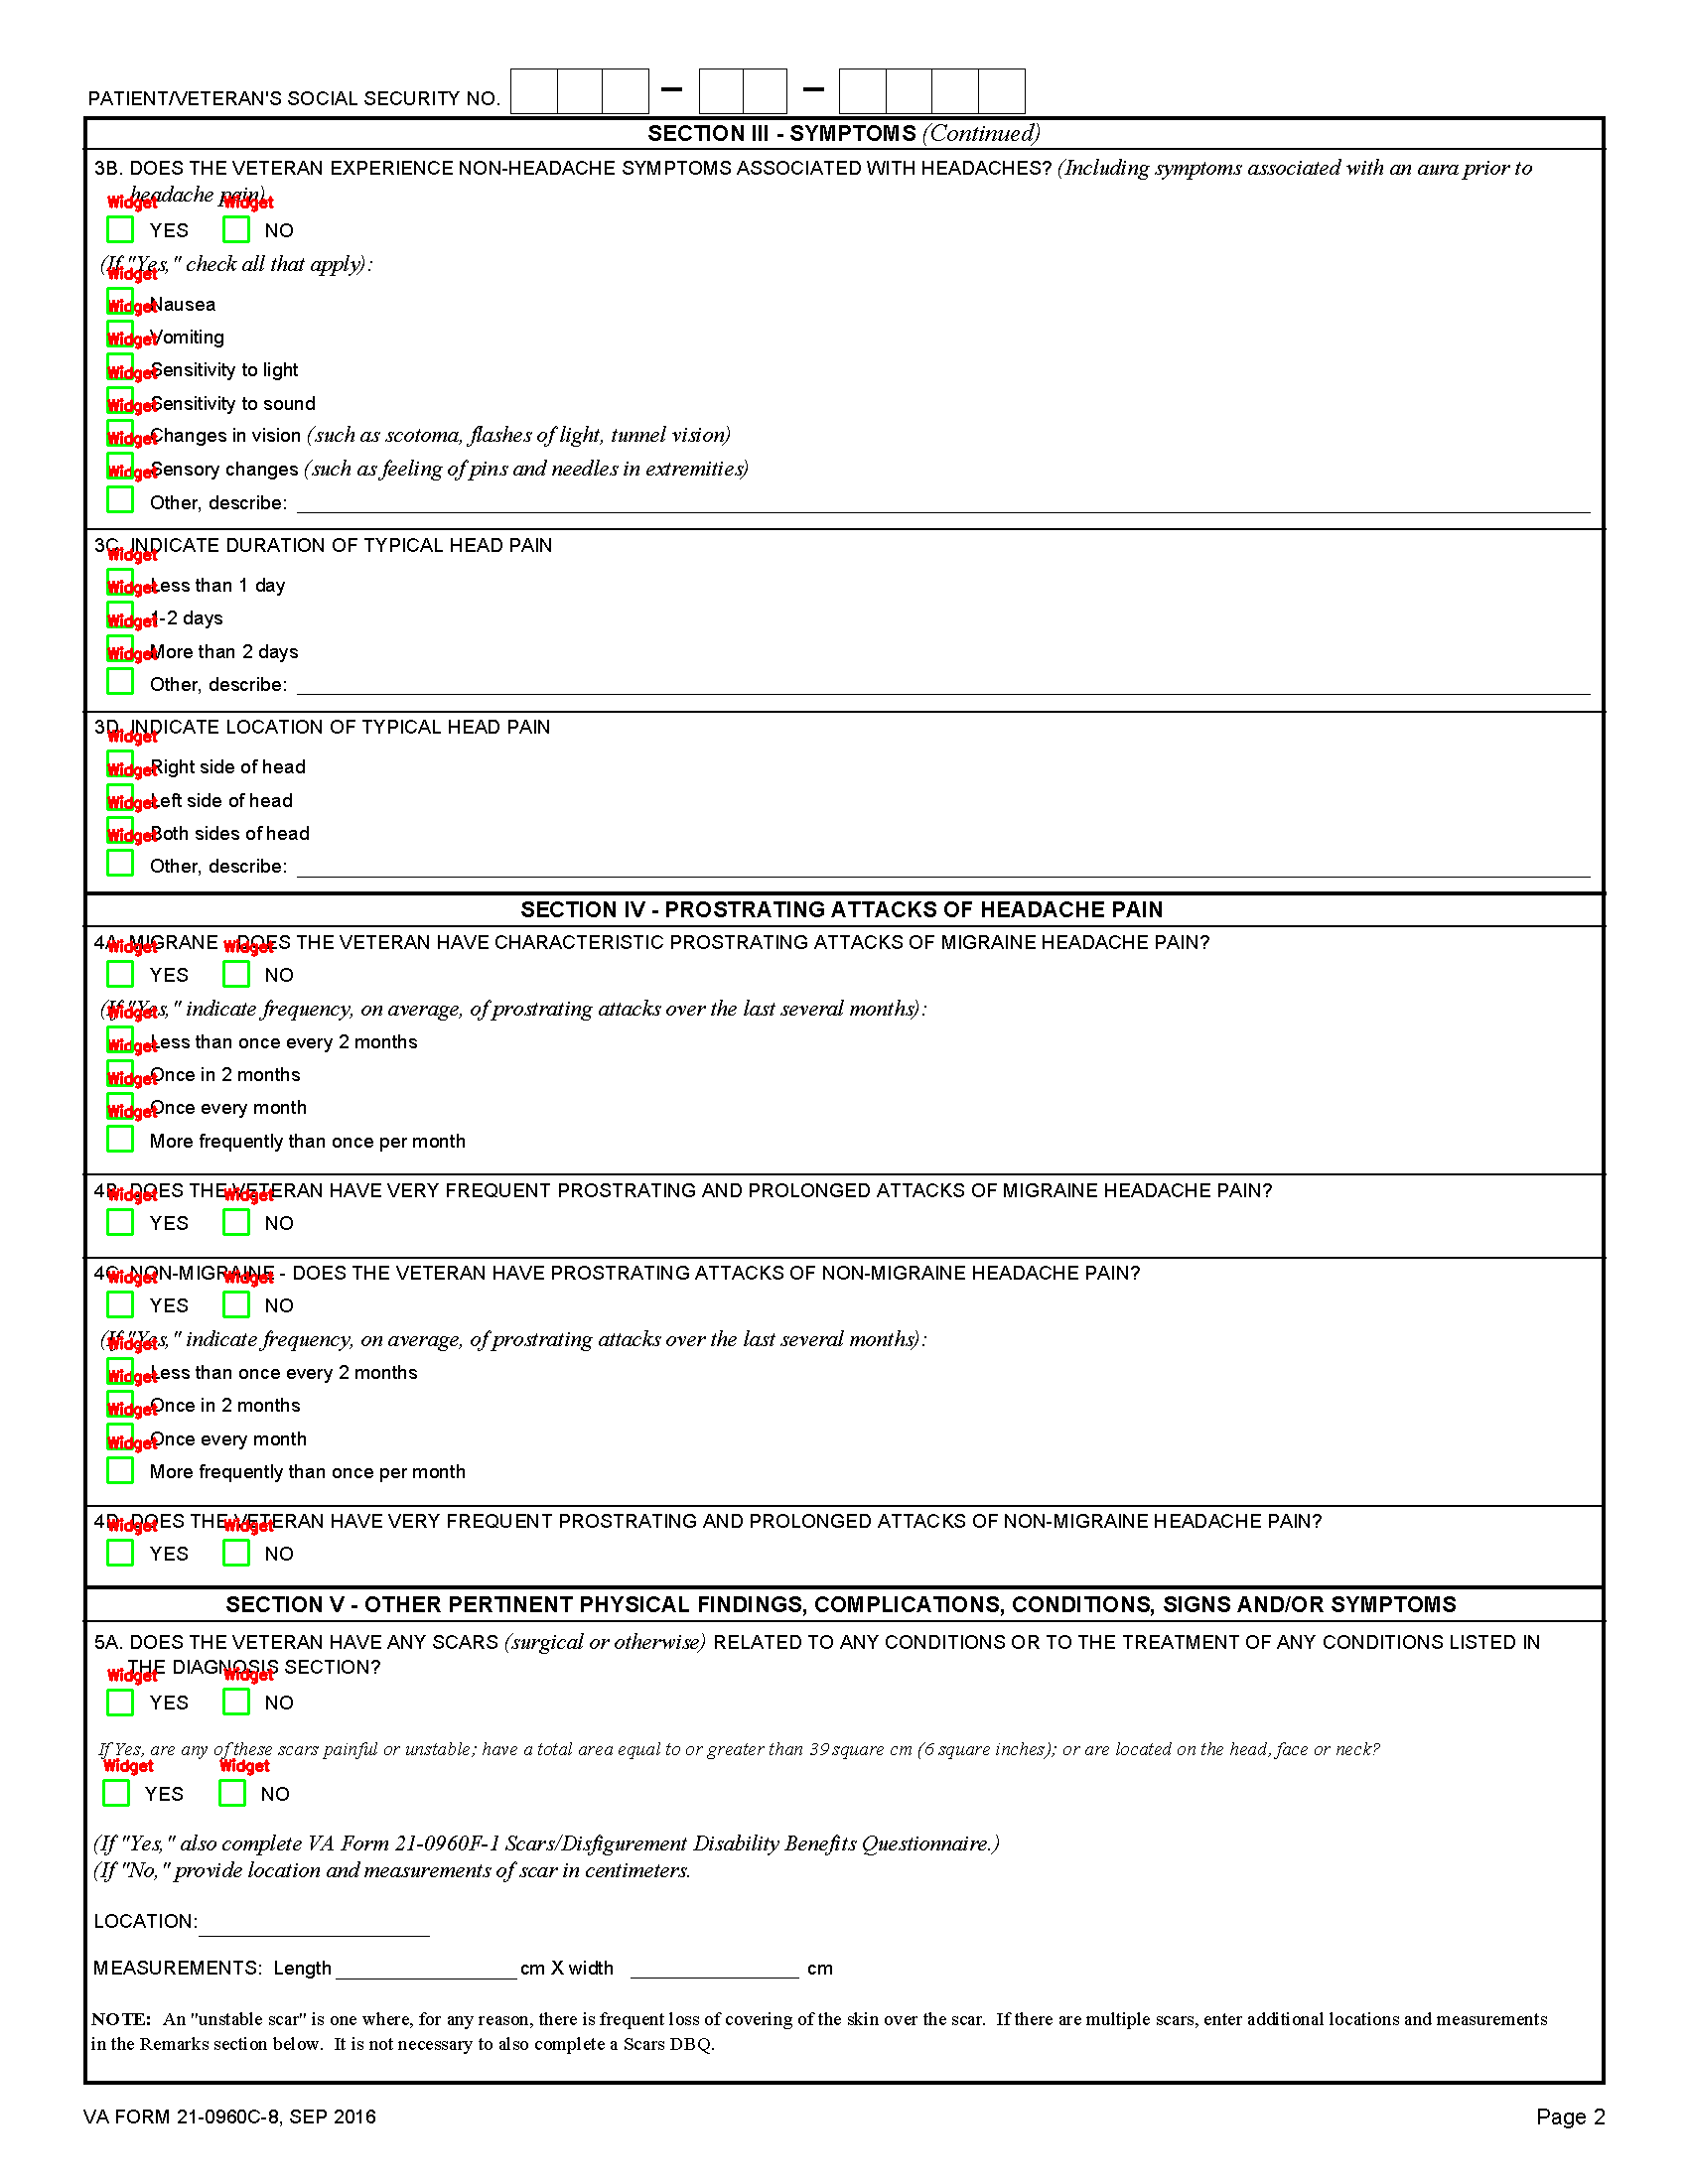 PATIENT/VETERAN'S SOCIAL SECURITY NO. – –
SECTION III - SYMPTOMS (Continued)
3B. DOES THE VETERAN EXPERIENCE NON-HEADACHE SYMPTOMS ASSOCIATED WITH HEADACHES? (Including symptoms associated with an aura prior to
headache pain)
Widget Widget
YES NO
(If "Yes," check all that apply):
Widget
Nausea
Widget
Vomiting
Widget
Sensitivity to light
Widget
Sensitivity to sound
Widget
Changes in vision (such as scotoma, flashes of light, tunnel vision)
Widget
Sensory changes (such as feeling of pins and needles in extremities)
Widget
Other, describe:
3C. INDICATE DURATION OF TYPICAL HEAD PAIN
Widget
Less than 1 day
Widget
1-2 days
Widget
More than 2 days
Widget
Other, describe:
3D. INDICATE LOCATION OF TYPICAL HEAD PAIN
Widget
Right side of head
Widget
Left side of head
Widget
Both sides of head
Widget
Other, describe:
SECTION IV - PROSTRATING ATTACKS OF HEADACHE PAIN
4A. MIGRANE - DOES THE VETERAN HAVE CHARACTERISTIC PROSTRATING ATTACKS OF MIGRAINE HEADACHE PAIN?
Widget Widget
YES NO
(If "Yes," indicate frequency, on average, of prostrating attacks over the last several months):
Widget
Less than once every 2 months
Widget
Once in 2 months
Widget
Once every month
Widget
More frequently than once per month
4B. DOES THE VETERAN HAVE VERY FREQUENT PROSTRATING AND PROLONGED ATTACKS OF MIGRAINE HEADACHE PAIN?
Widget Widget
YES NO
4C. NON-MIGRAINE - DOES THE VETERAN HAVE PROSTRATING ATTACKS OF NON-MIGRAINE HEADACHE PAIN?
Widget Widget
YES NO
(If "Yes," indicate frequency, on average, of prostrating attacks over the last several months):
Widget
Less than once every 2 months
Widget
Once in 2 months
Widget
Once every month
Widget
More frequently than once per month
4D. DOES THE VETERAN HAVE VERY FREQUENT PROSTRATING AND PROLONGED ATTACKS OF NON-MIGRAINE HEADACHE PAIN?
Widget Widget
YES NO
SECTION V - OTHER PERTINENT PHYSICAL FINDINGS, COMPLICATIONS, CONDITIONS, SIGNS AND/OR SYMPTOMS
5A. DOES THE VETERAN HAVE ANY SCARS (surgical or otherwise) RELATED TO ANY CONDITIONS OR TO THE TREATMENT OF ANY CONDITIONS LISTED IN
THE DIAGNOSIS SECTION?
Widget Widget
YES NO
If Yes, are any of these scars painful or unstable; have a total area equal to or greater than 39 square cm (6 square inches); or are located on the head, face or neck?
Widget Widget
YES NO
(If "Yes," also complete VA Form 21-0960F-1 Scars/Disfigurement Disability Benefits Questionnaire.)
(If "No," provide location and measurements of scar in centimeters.
LOCATION:
MEASUREMENTS: Length cm X width cm
NOTE: An "unstable scar" is one where, for any reason, there is frequent loss of covering of the skin over the scar. If there are multiple scars, enter additional locations and measurements
in the Remarks section below. It is not necessary to also complete a Scars DBQ.
VA FORM 21-0960C-8, SEP 2016 Page 2